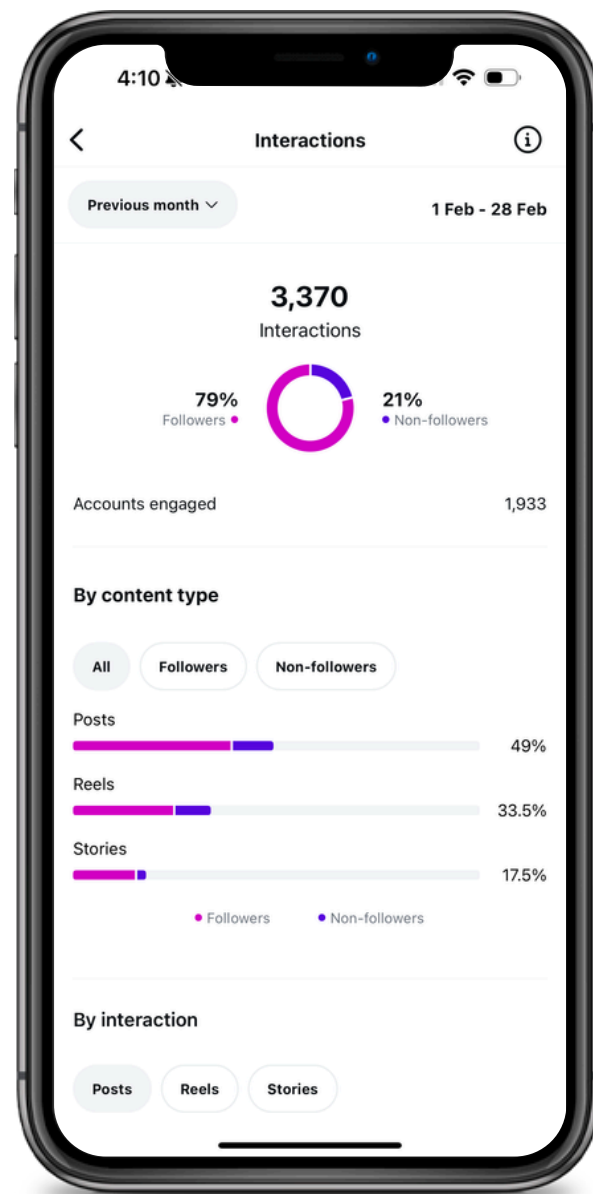 4:10
Interactions
Previous month
1 Feb - 28 Feb
3,370
Interactions
79%
Followers
21%
Non-followers
Accounts engaged
1,933
By content type
All
Followers
Non-followers
Posts
49%
Reels
33.5%
Stories
17.5%
Followers
Non-followers
By interaction
Posts
Reels
Stories